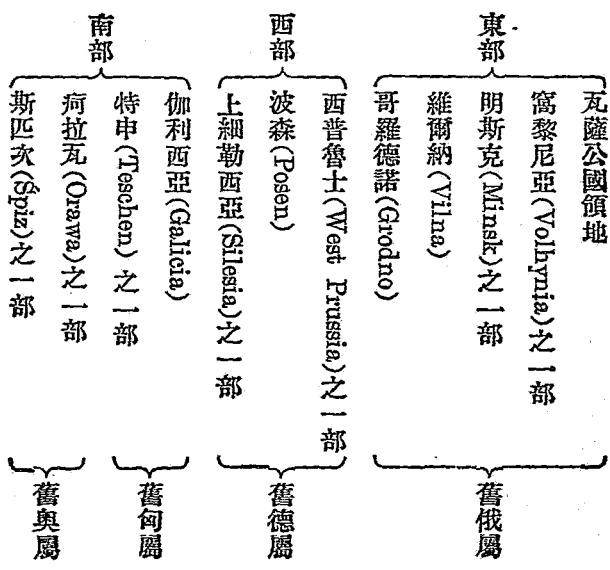 東部
瓦薩公國領地
窩黎尼亞(Volhynia)之一部
明斯克(Minsk)之一部
維爾納(Vilna)
哥羅德諾(Grodno)
舊俄屬
西部
西普魯士(West Prussia)之一部
波森(Posen)
上細勒西亞(Silesia)之一部
舊德屬
南部
伽利西亞(Galicia)
特申(Teschen)之一部
疴拉瓦(Orawa)之一部
斯匹次(Spiz)之一部
舊匈屬
舊奧屬